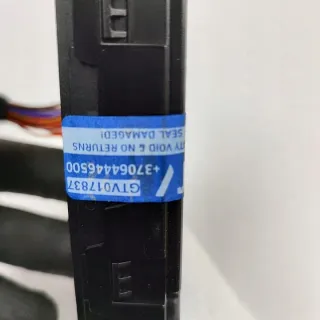 GTV017837
+37064446500
TY VOID & NO RETURNS
SEAL DAMAGED!